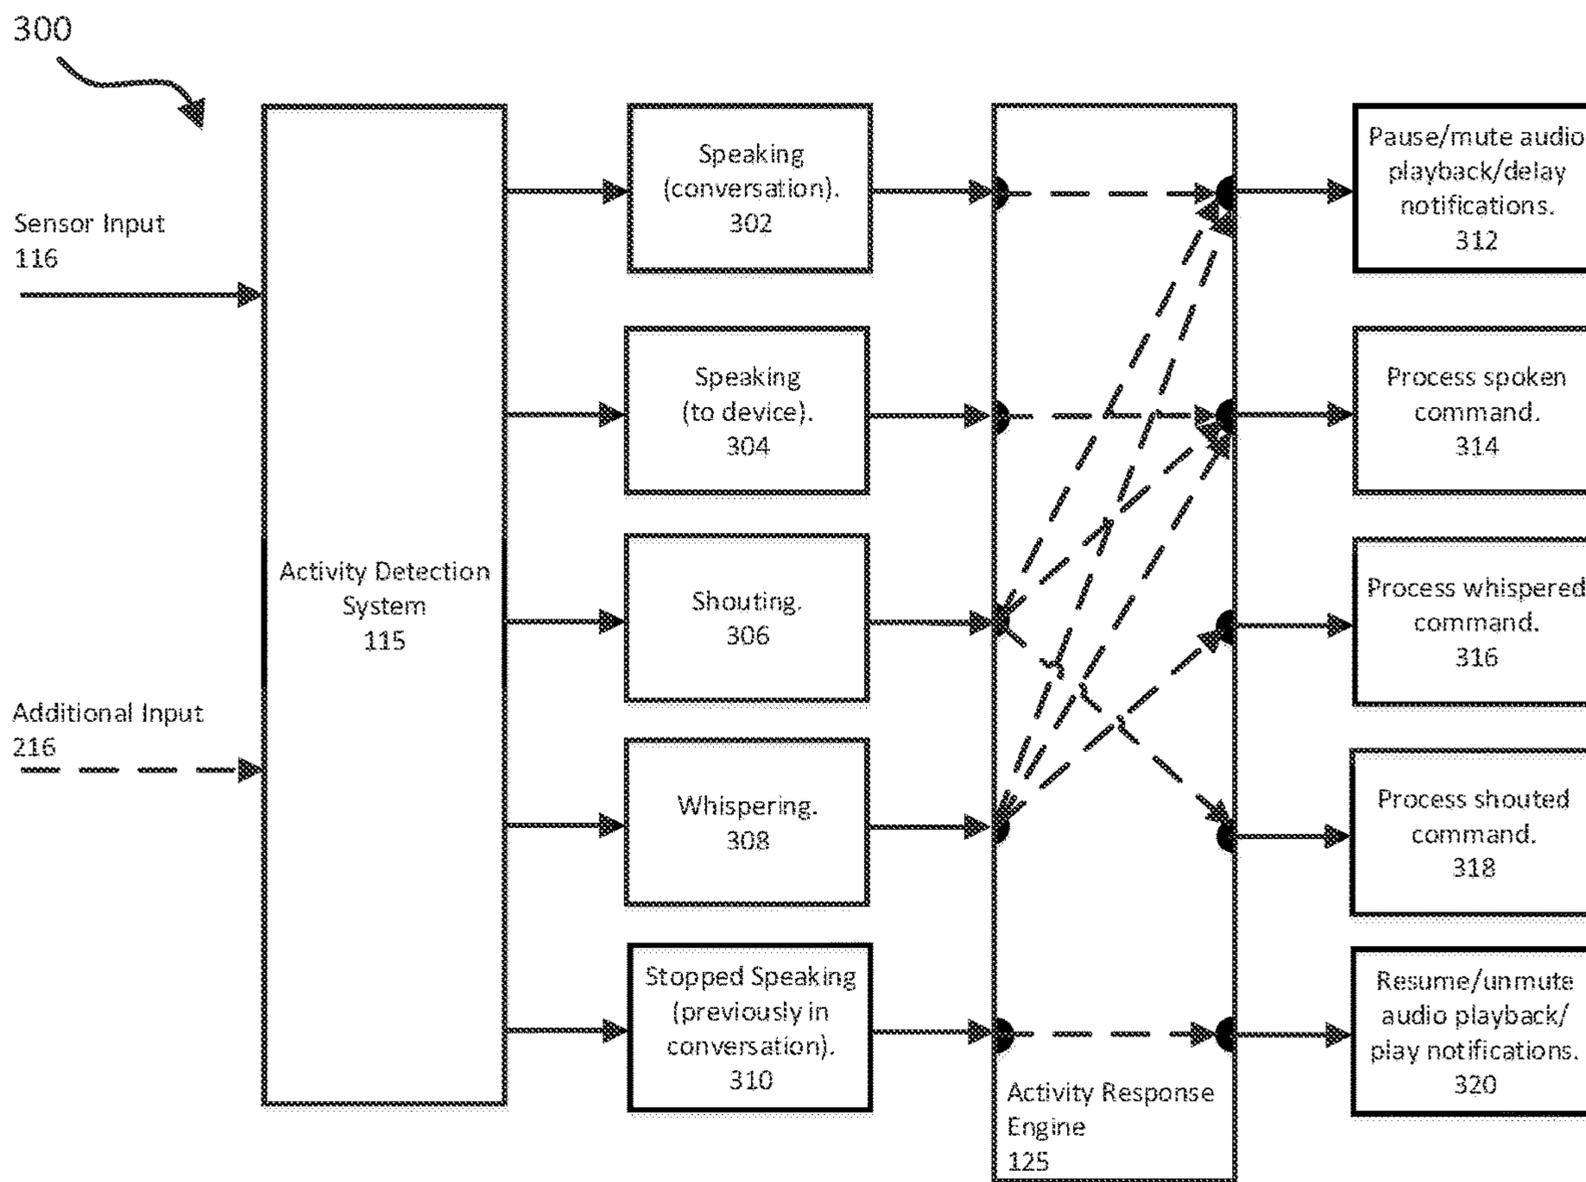 300
Sensor Input
116
Additional Input
216
Activity Detection
System
115
Speaking
(conversation).
302
Speaking
(to device).
304
Shouting.
306
Whispering.
308
Stopped Speaking
(previously in
conversation).
310
Activity Response
Engine
125
Pause/mute audio
playback/delay
notifications.
312
Process spoken
command.
314
Process whispered
command.
316
Process shouted
command.
318
Resume/unmute
audio playback/
play notifications.
320